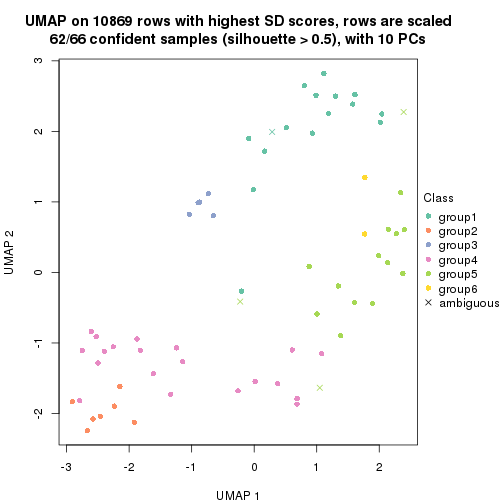 UMAP on 10869 rows with highest SD scores, rows are scaled
62/66 confident samples (silhouette > 0.5), with 10 PCs
3
2
1
0
-1
-2
UMAP 2
-3
-2
-1
0
1
2
UMAP 1
Class
group1
group2
group3
group4
group5
group6
ambiguous